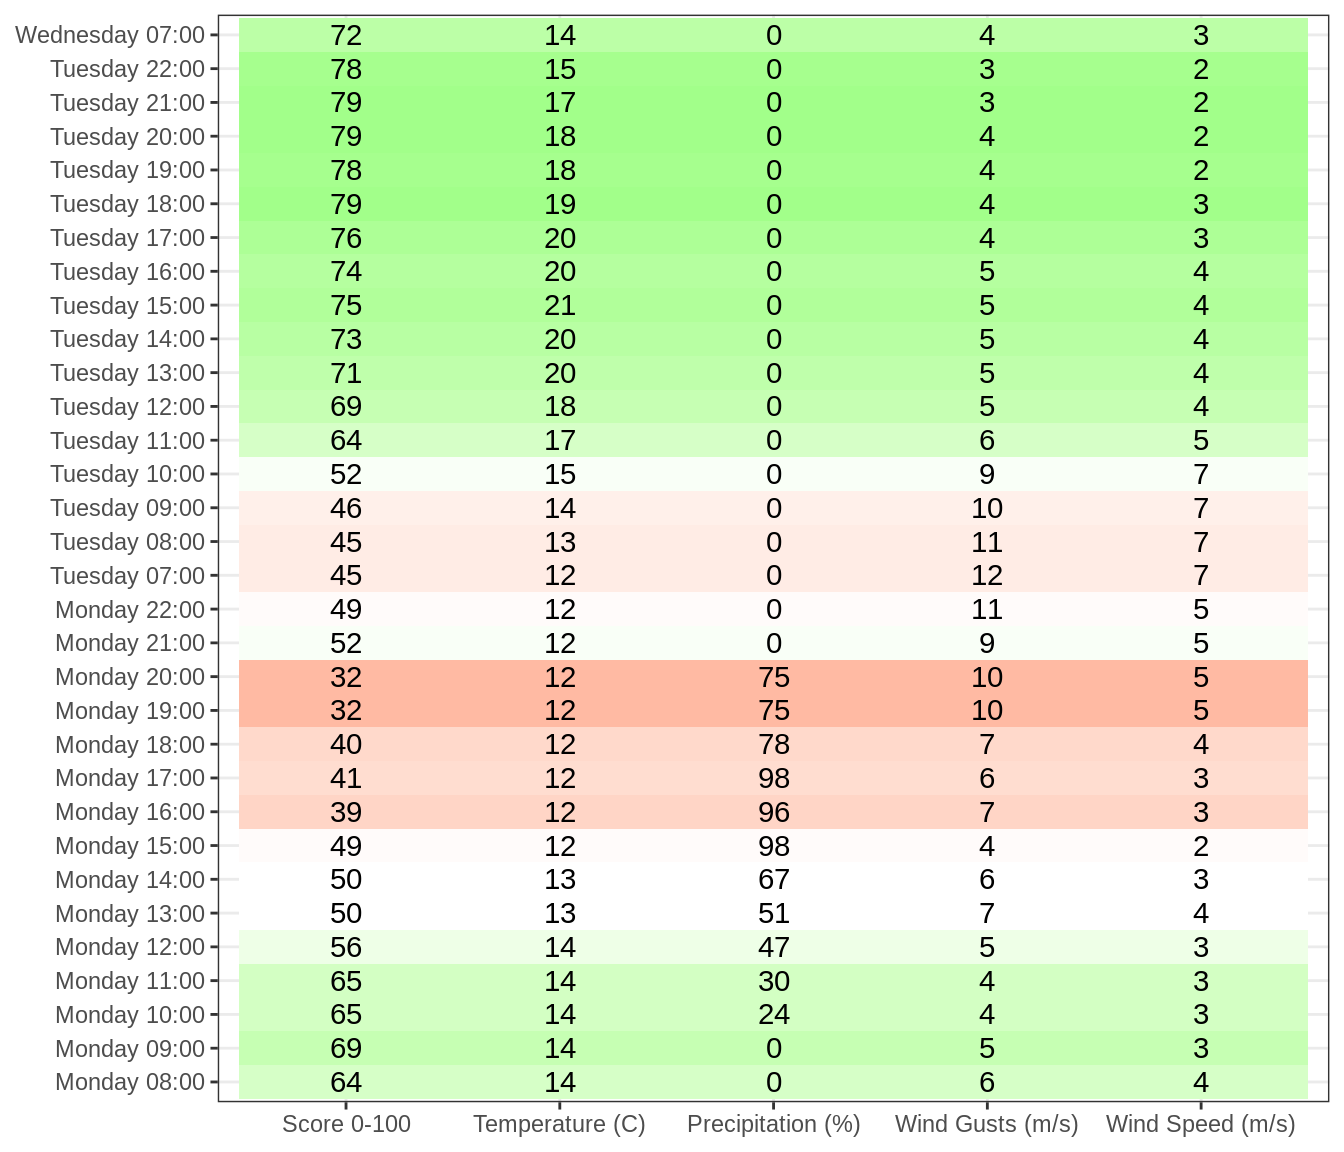 Wednesday 07:00 72 14 0 4 3
Tuesday 22:00 78 15 0 3 2
Tuesday 21:00 79 17 0 3 2
Tuesday 20:00 79 18 0 4 2
Tuesday 19:00 78 18 0 4 2
Tuesday 18:00 79 19 0 4 3
Tuesday 17:00 76 20 0 4 3
Tuesday 16:00 74 20 0 5 4
Tuesday 15:00 75 21 0 5 4
Tuesday 14:00 73 20 0 5 4
Tuesday 13:00 71 20 0 5 4
Tuesday 12:00 69 18 0 5 4
Tuesday 11:00 64 17 0 6 5
Tuesday 10:00 52 15 0 9 7
Tuesday 09:00 46 14 0 10 7
Tuesday 08:00 45 13 0 11 7
Tuesday 07:00 45 12 0 12 7
Monday 22:00 49 12 0 11 5
Monday 21:00 52 12 0 9 5
Monday 20:00 32 12 75 10 5
Monday 19:00 32 12 75 10 5
Monday 18:00 40 12 78 7 4
Monday 17:00 41 12 98 6 3
Monday 16:00 39 12 96 7 3
Monday 15:00 49 12 98 4 2
Monday 14:00 50 13 67 6 3
Monday 13:00 50 13 51 7 4
Monday 12:00 56 14 47 5 3
Monday 11:00 65 14 30 4 3
Monday 10:00 65 14 24 4 3
Monday 09:00 69 14 0 5 3
Monday 08:00 64 14 0 6 4
Score 0-100 Temperature (C) Precipitation (%) Wind Gusts (m/s) Wind Speed (m/s)